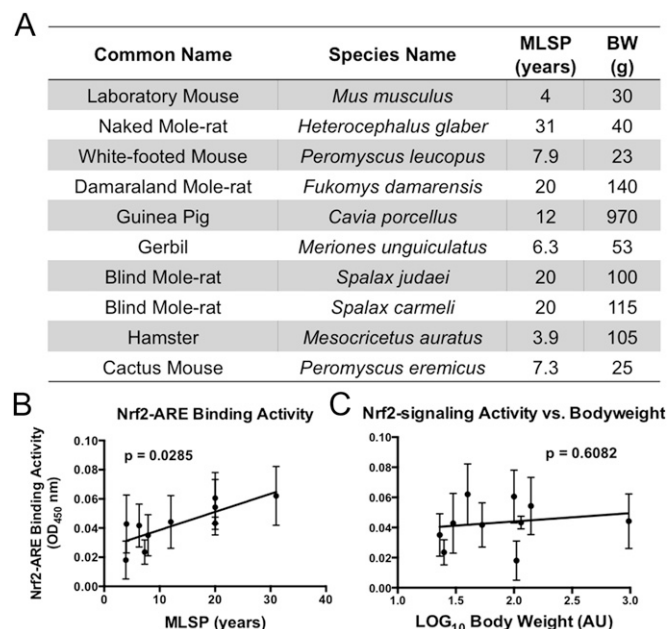 A
Common Name Species Name MLSP (years) BW (g)
Laboratory Mouse Mus musculus 4 30
Naked Mole-rat Heterocephalus glaber 31 40
White-footed Mouse Peromyscus leucopus 7.9 23
Damaraland Mole-rat Fukomys damarensis 20 140
Guinea Pig Cavia porcellus 12 970
Gerbil Meriones unguiculatus 6.3 53
Blind Mole-rat Spalax judaei 20 100
Blind Mole-rat Spalax carmeli 20 115
Hamster Mesocricetus auratus 3.9 105
Cactus Mouse Peromyscus eremicus 7.3 25
B
Nrf2-ARE Binding Activity
Nrf2-ARE Binding Activity
(OD450 nm)
0.10
0.08
0.06
0.04
0.02
0.00
p = 0.0285
0 10 20 30 40
MLSP (years)
C
Nrf2-signaling Activity vs. Bodyweight
0.10
0.08
0.06
0.04
0.02
0.00
p = 0.6082
1.0 1.5 2.0 2.5 3.0
LOG10 Body Weight (AU)